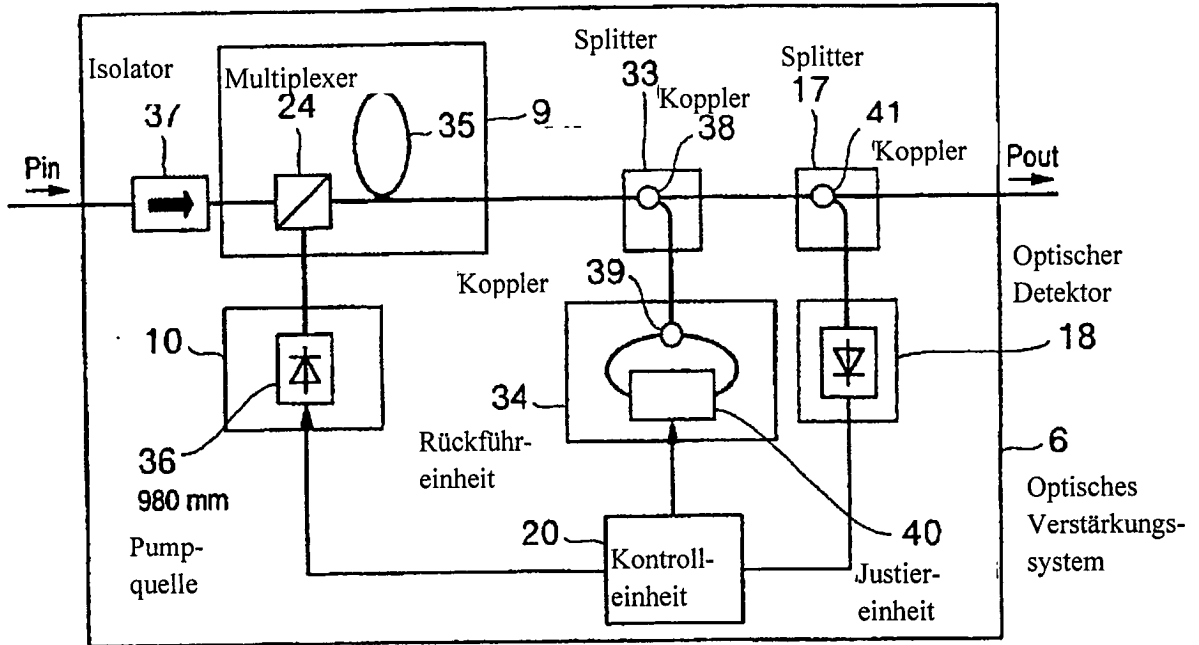 Isolator
37
Pin
Multiplexer
24
35
9
Splitter
33
Koppler
38
Splitter
17
41
Koppler
Pout
Koppler
39
Optischer
Detektor
10
36
980 mm
Pump-
quelle
34
Rückführ-
einheit
18
6
Optisches
Verstärkungs-
system
20
Kontroll-
einheit
40
Justier-
einheit